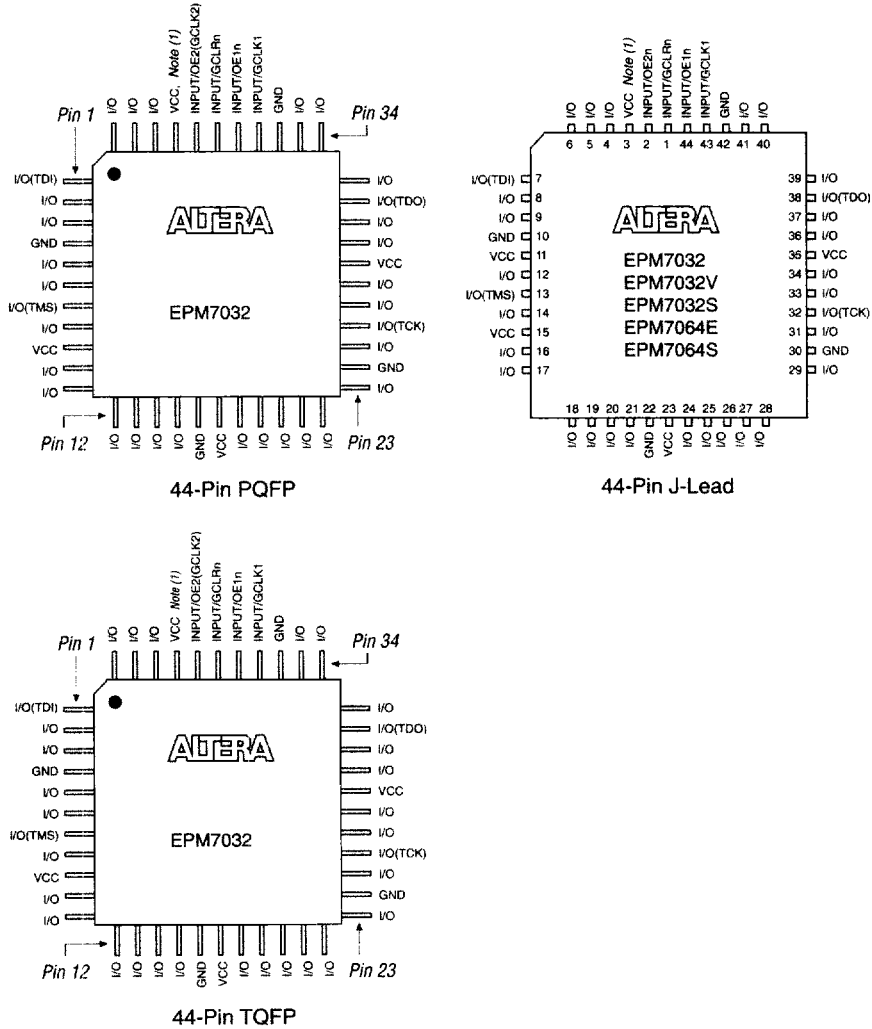 Pin 1
I/O
I/O
I/O
VCC, Note (1)
INPUT/OE2(GCLK2)
INPUT/GCLRn
INPUT/OE1n
INPUT/GCLK1
GND
I/O
I/O
Pin 34
I/O(TDI)
I/O
I/O
GND
I/O
I/O
I/O(TMS)
I/O
VCC
I/O
I/O
ALTERA
EPM7032
I/O
I/O(TDO)
I/O
I/O
VCC
I/O
I/O
I/O(TCK)
I/O
GND
I/O
Pin 12
I/O
I/O
I/O
I/O
GND
VCC
I/O
I/O
I/O
I/O
I/O
Pin 23
44-Pin PQFP
I/O
I/O
I/O
VCC Note (1)
INPUT/OE2n
INPUT/GCLRn
INPUT/OE1n
INPUT/GCLK1
GND
I/O
I/O
6 5 4 3 2 1 44 43 42 41 40
I/O(TDI) 7
I/O 8
I/O 9
GND 10
VCC 11
I/O 12
I/O(TMS) 13
I/O 14
VCC 15
I/O 16
I/O 17
ALTERA
EPM7032
EPM7032V
EPM7032S
EPM7064E
EPM7064S
39 I/O
38 I/O(TDO)
37 I/O
36 I/O
35 VCC
34 I/O
33 I/O
32 I/O(TCK)
31 I/O
30 GND
29 I/O
18 19 20 21 22 23 24 25 26 27 28
I/O
I/O
I/O
I/O
GND
VCC
I/O
I/O
I/O
I/O
I/O
44-Pin J-Lead
Pin 1
I/O
I/O
I/O
VCC Note (1)
INPUT/OE2(GCLK2)
INPUT/GCLRn
INPUT/OE1n
INPUT/GCLK1
GND
I/O
I/O
Pin 34
I/O(TDI)
I/O
I/O
GND
I/O
I/O
I/O(TMS)
I/O
VCC
I/O
I/O
ALTERA
EPM7032
I/O
I/O(TDO)
I/O
I/O
VCC
I/O
I/O
I/O(TCK)
I/O
GND
I/O
Pin 12
I/O
I/O
I/O
I/O
GND
VCC
I/O
I/O
I/O
I/O
I/O
Pin 23
44-Pin TQFP